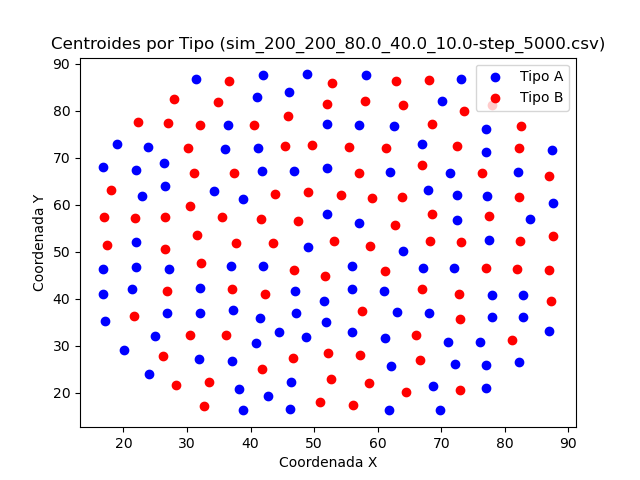 Centroides por Tipo (sim_200_200_80.0_40.0_10.0-step_5000.csv)
Tipo A
Tipo B
90
80
70
60
50
40
30
20
Coordenada Y
20 30 40 50 60 70 80 90
Coordenada X